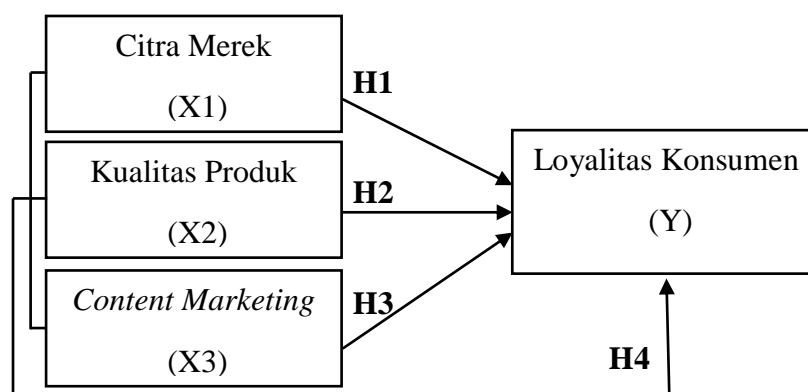 Citra Merek
(X1)
H1
Kualitas Produk
(X2)
H2
Content Marketing
(X3)
H3
Loyalitas Konsumen
(Y)
H4